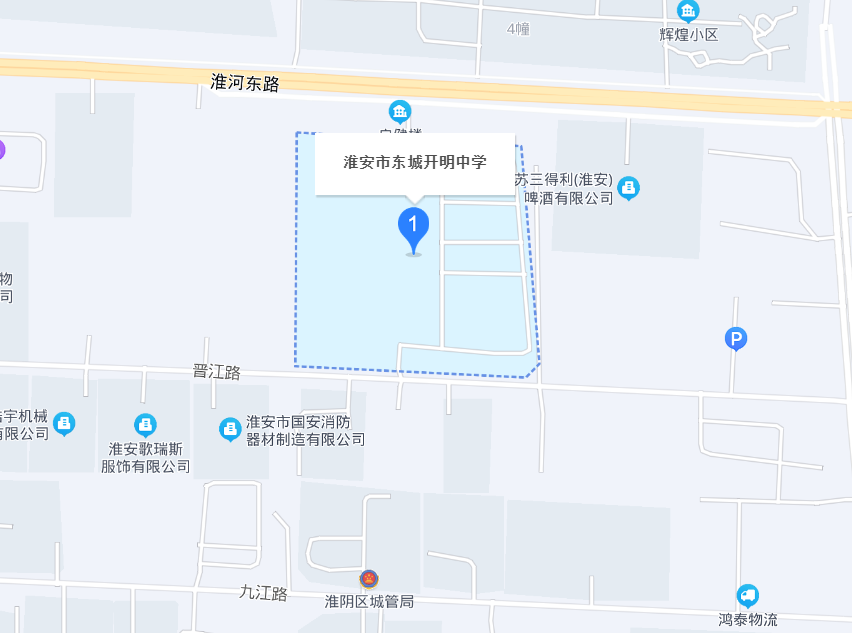 4幢
辉煌小区
淮河东路
淮安市东城开明中学
1
苏三得利(淮安)
啤酒有限公司
物
司
P
晋江路
宇机械
有限公司
淮安市国安消防
器材制造有限公司
淮安歌瑞斯
服饰有限公司
九江路
淮阴区城管局
鸿泰物流